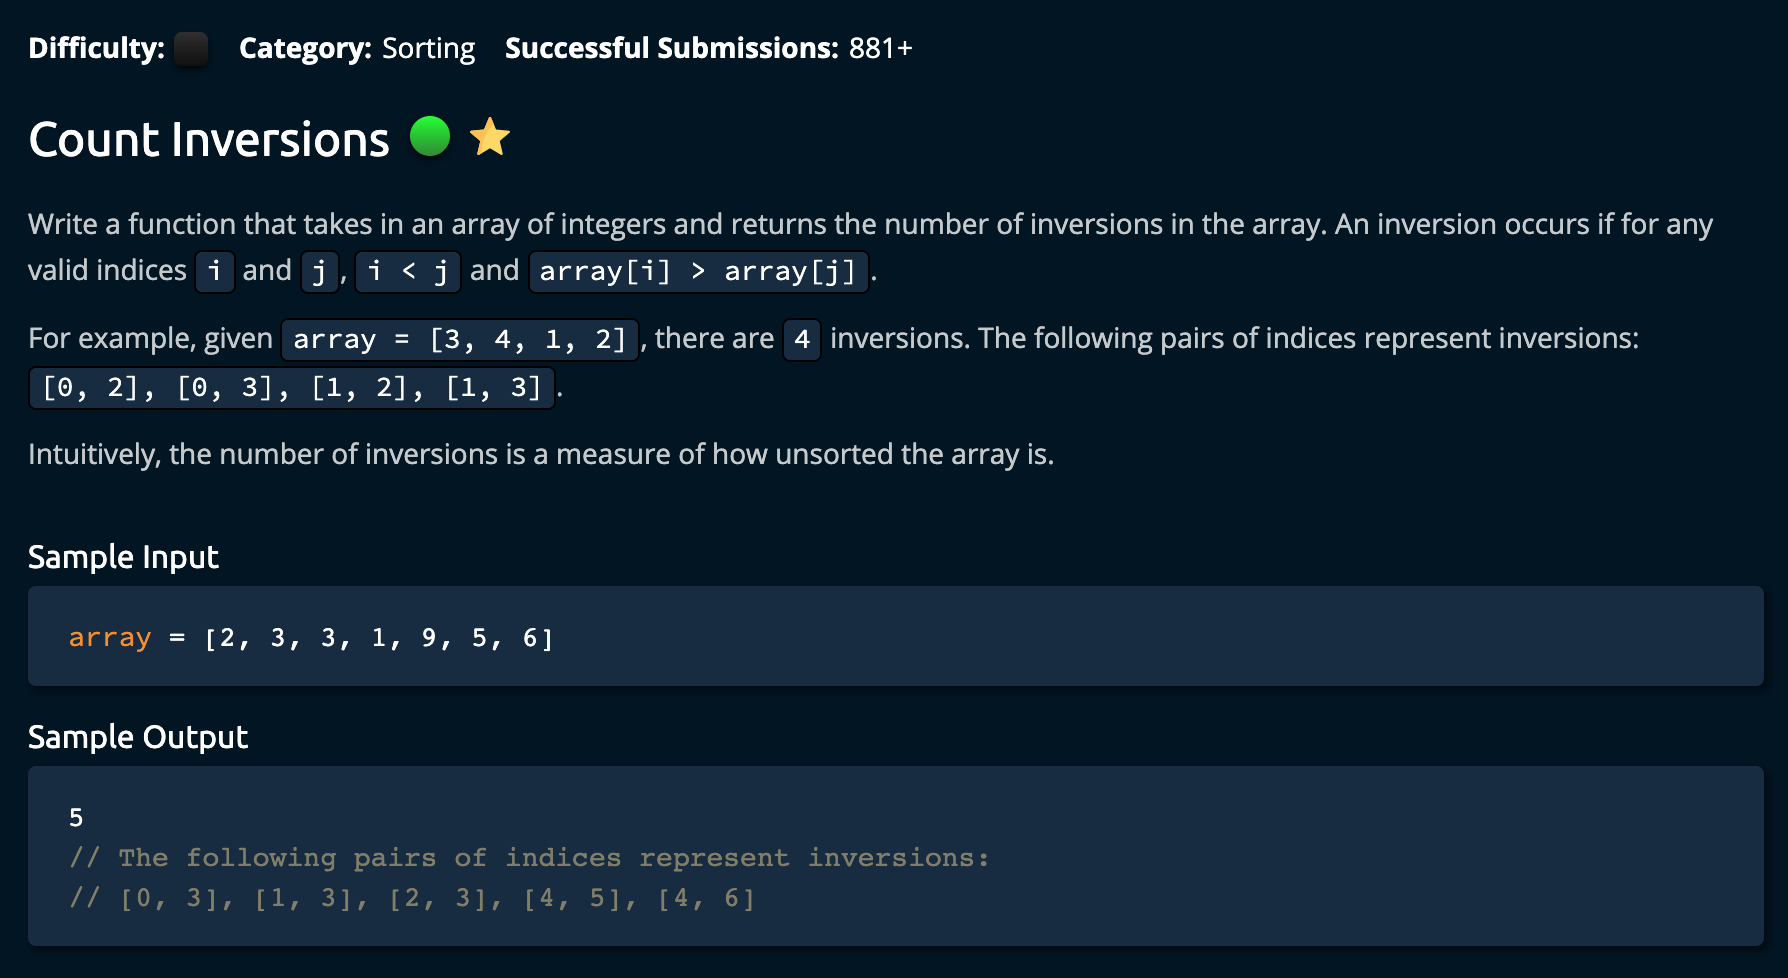 Difficulty: Category: Sorting Successful Submissions: 881+
Count Inversions
Write a function that takes in an array of integers and returns the number of inversions in the array. An inversion occurs if for any
valid indices i and j, i < j and array[i] > array[j].
For example, given array = [3, 4, 1, 2], there are 4 inversions. The following pairs of indices represent inversions:
[0, 2], [0, 3], [1, 2], [1, 3].
Intuitively, the number of inversions is a measure of how unsorted the array is.
Sample Input
array = [2, 3, 3, 1, 9, 5, 6]
Sample Output
5
// The following pairs of indices represent inversions:
// [0, 3], [1, 3], [2, 3], [4, 5], [4, 6]